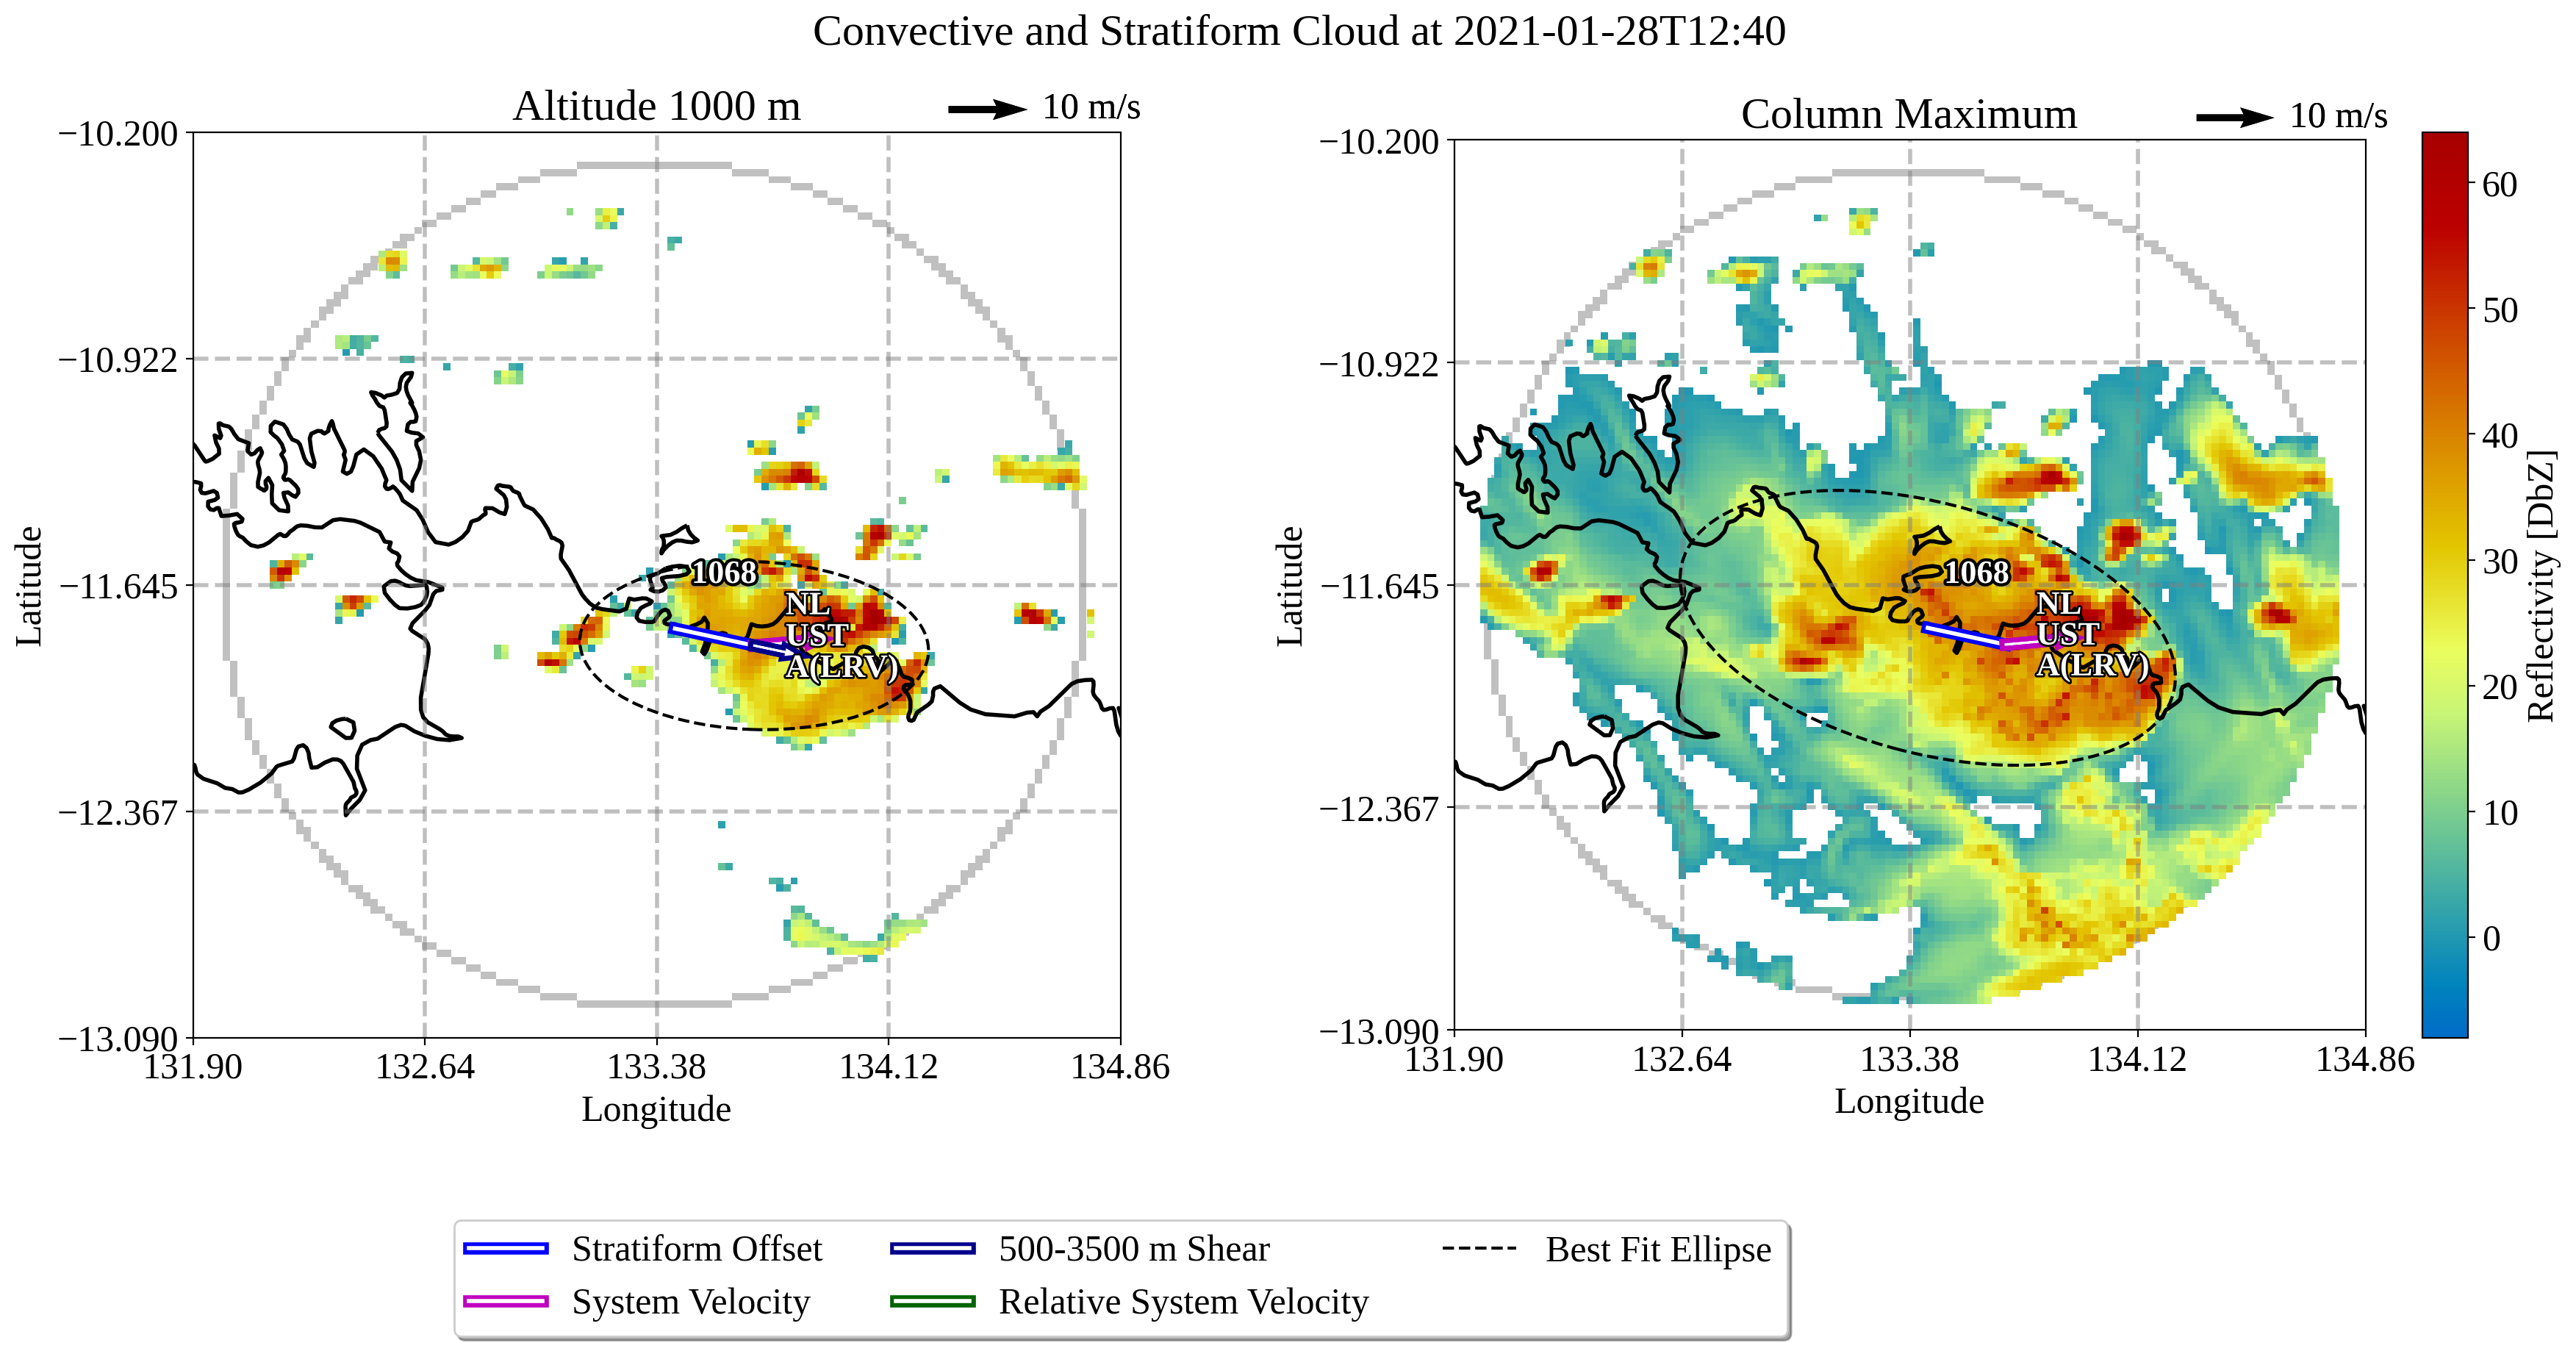 Convective and Stratiform Cloud at 2021-01-28T12:40
Altitude 1000 m
10 m/s
−10.200
−10.922
−11.645
−12.367
−13.090
131.90
132.64
133.38
134.12
134.86
Latitude
Longitude
1068
NL
UST
A(LRV)
Column Maximum
10 m/s
−10.200
−10.922
−11.645
−12.367
−13.090
131.90
132.64
133.38
134.12
134.86
Latitude
Longitude
1068
NL
UST
A(LRV)
60
50
40
30
20
10
0
Reflectivity [DbZ]
Stratiform Offset
System Velocity
500-3500 m Shear
Relative System Velocity
Best Fit Ellipse